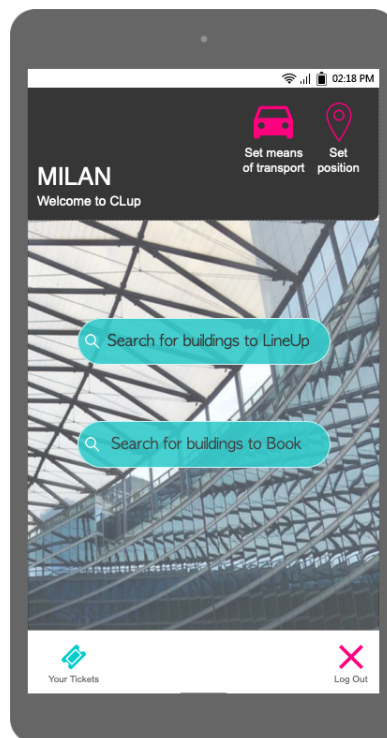 02:18 PM
Set means
of transport
Set
position
MILAN
Welcome to CLup
Search for buildings to LineUp
Search for buildings to Book
Your Tickets
Log Out